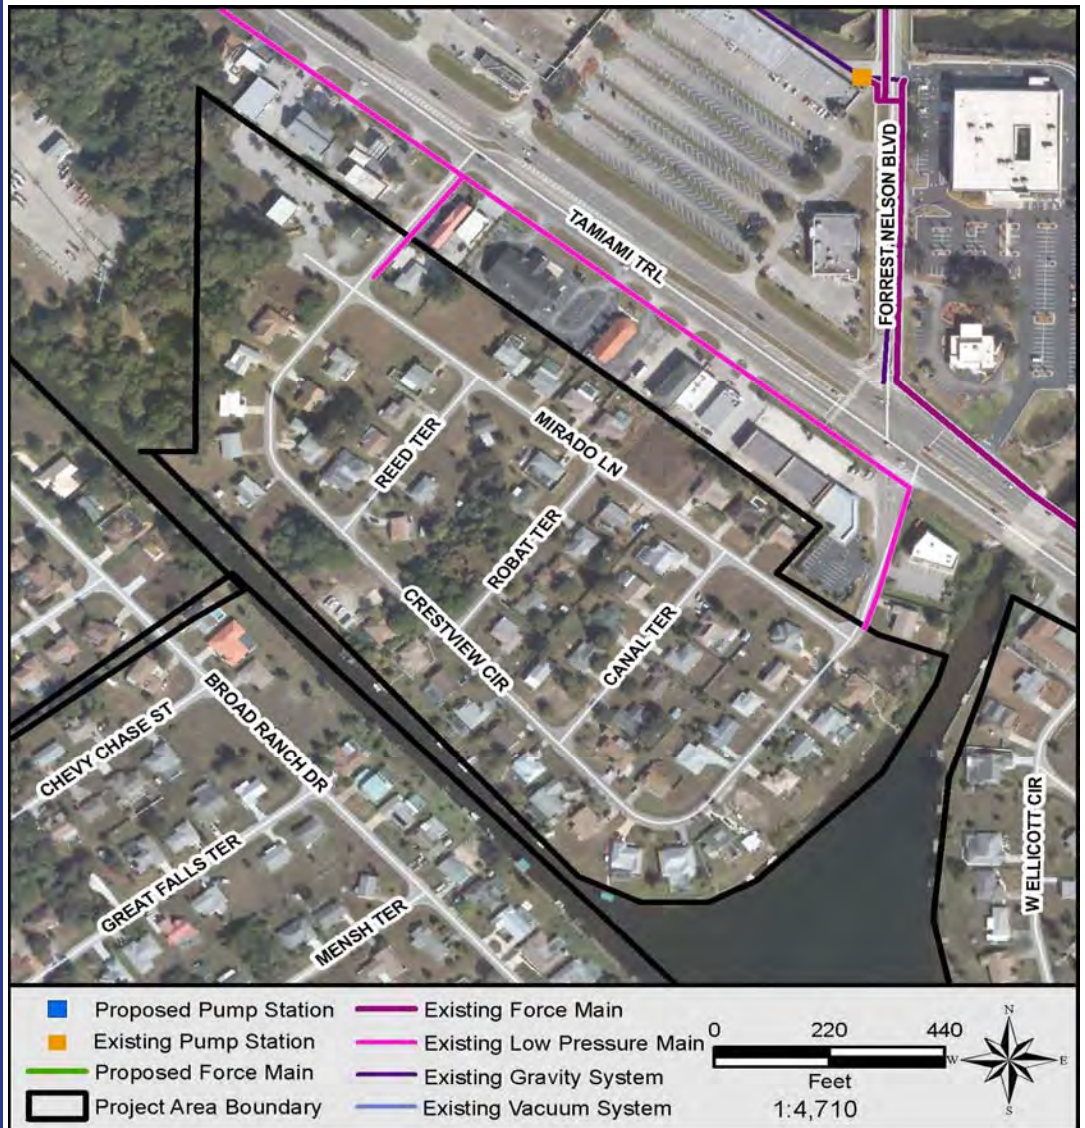 TAMIAMI TRL
FORREST NELSON BLVD
REED TER
MIRADO LN
ROBAT TER
CRESTVIEW CIR
CANAL TER
BROAD RANCH DR
CHEVY CHASE ST
GREAT FALLS TER
MENSH TER
W ELLICOTT CIR
Proposed Pump Station
Existing Pump Station
Proposed Force Main
Project Area Boundary
Existing Force Main
Existing Low Pressure Main
Existing Gravity System
Existing Vacuum System
0 220 440
Feet
1:4,710
N
W E
S